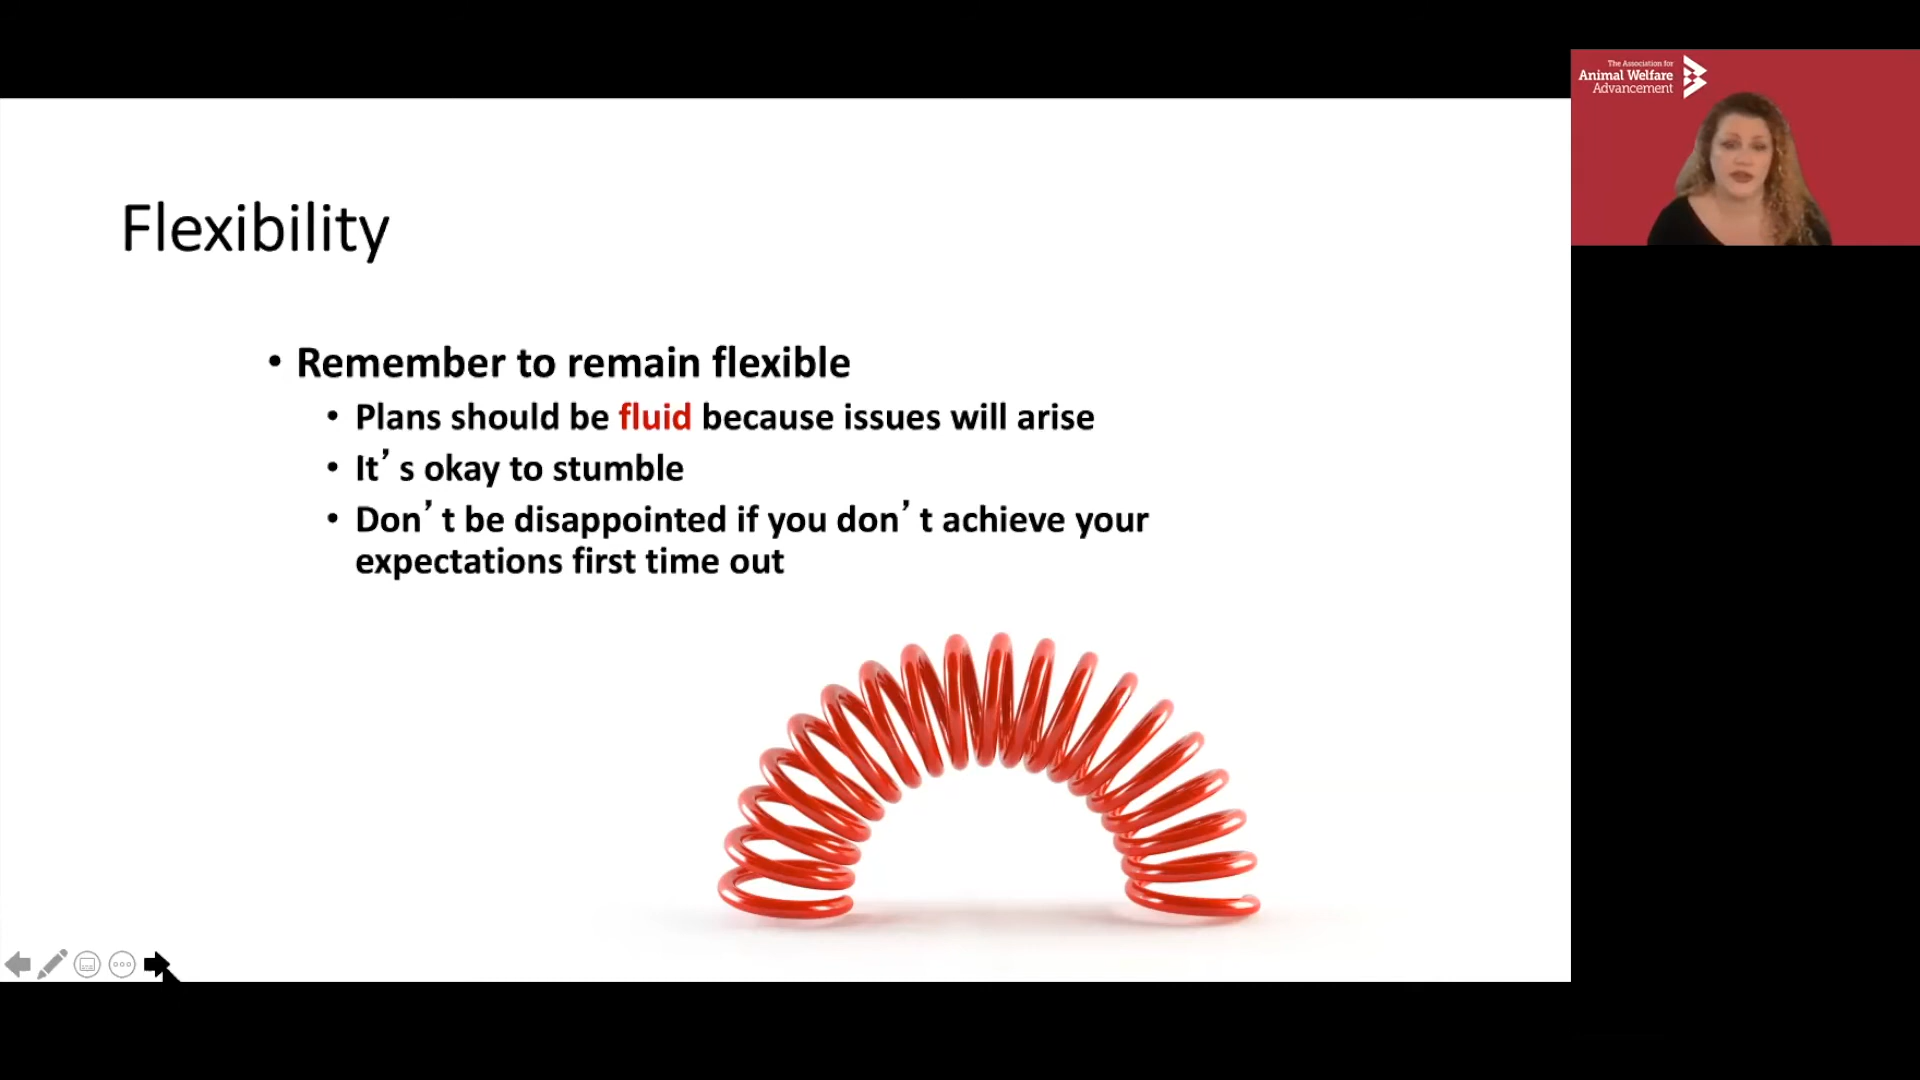 The Association for
Animal Welfare
Advancement
Flexibility
• Remember to remain flexible
• Plans should be fluid because issues will arise
• It’s okay to stumble
• Don’t be disappointed if you don’t achieve your
expectations first time out